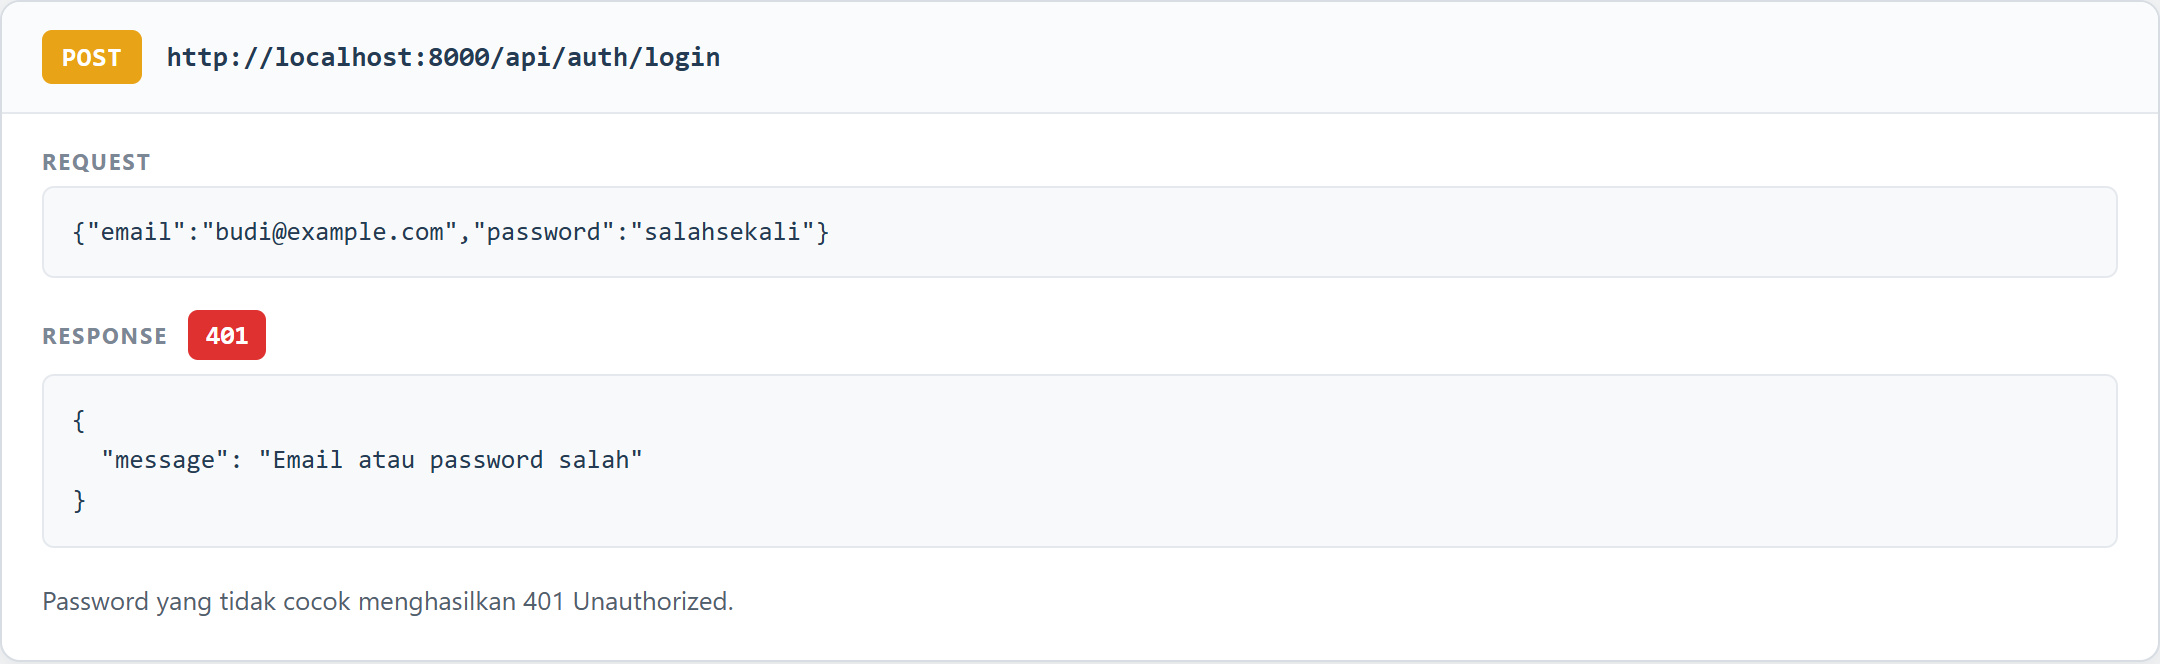 POST http://localhost:8000/api/auth/login
REQUEST
{"email":"budi@example.com","password":"salahsekali"}
RESPONSE 401
{
  "message": "Email atau password salah"
}
Password yang tidak cocok menghasilkan 401 Unauthorized.